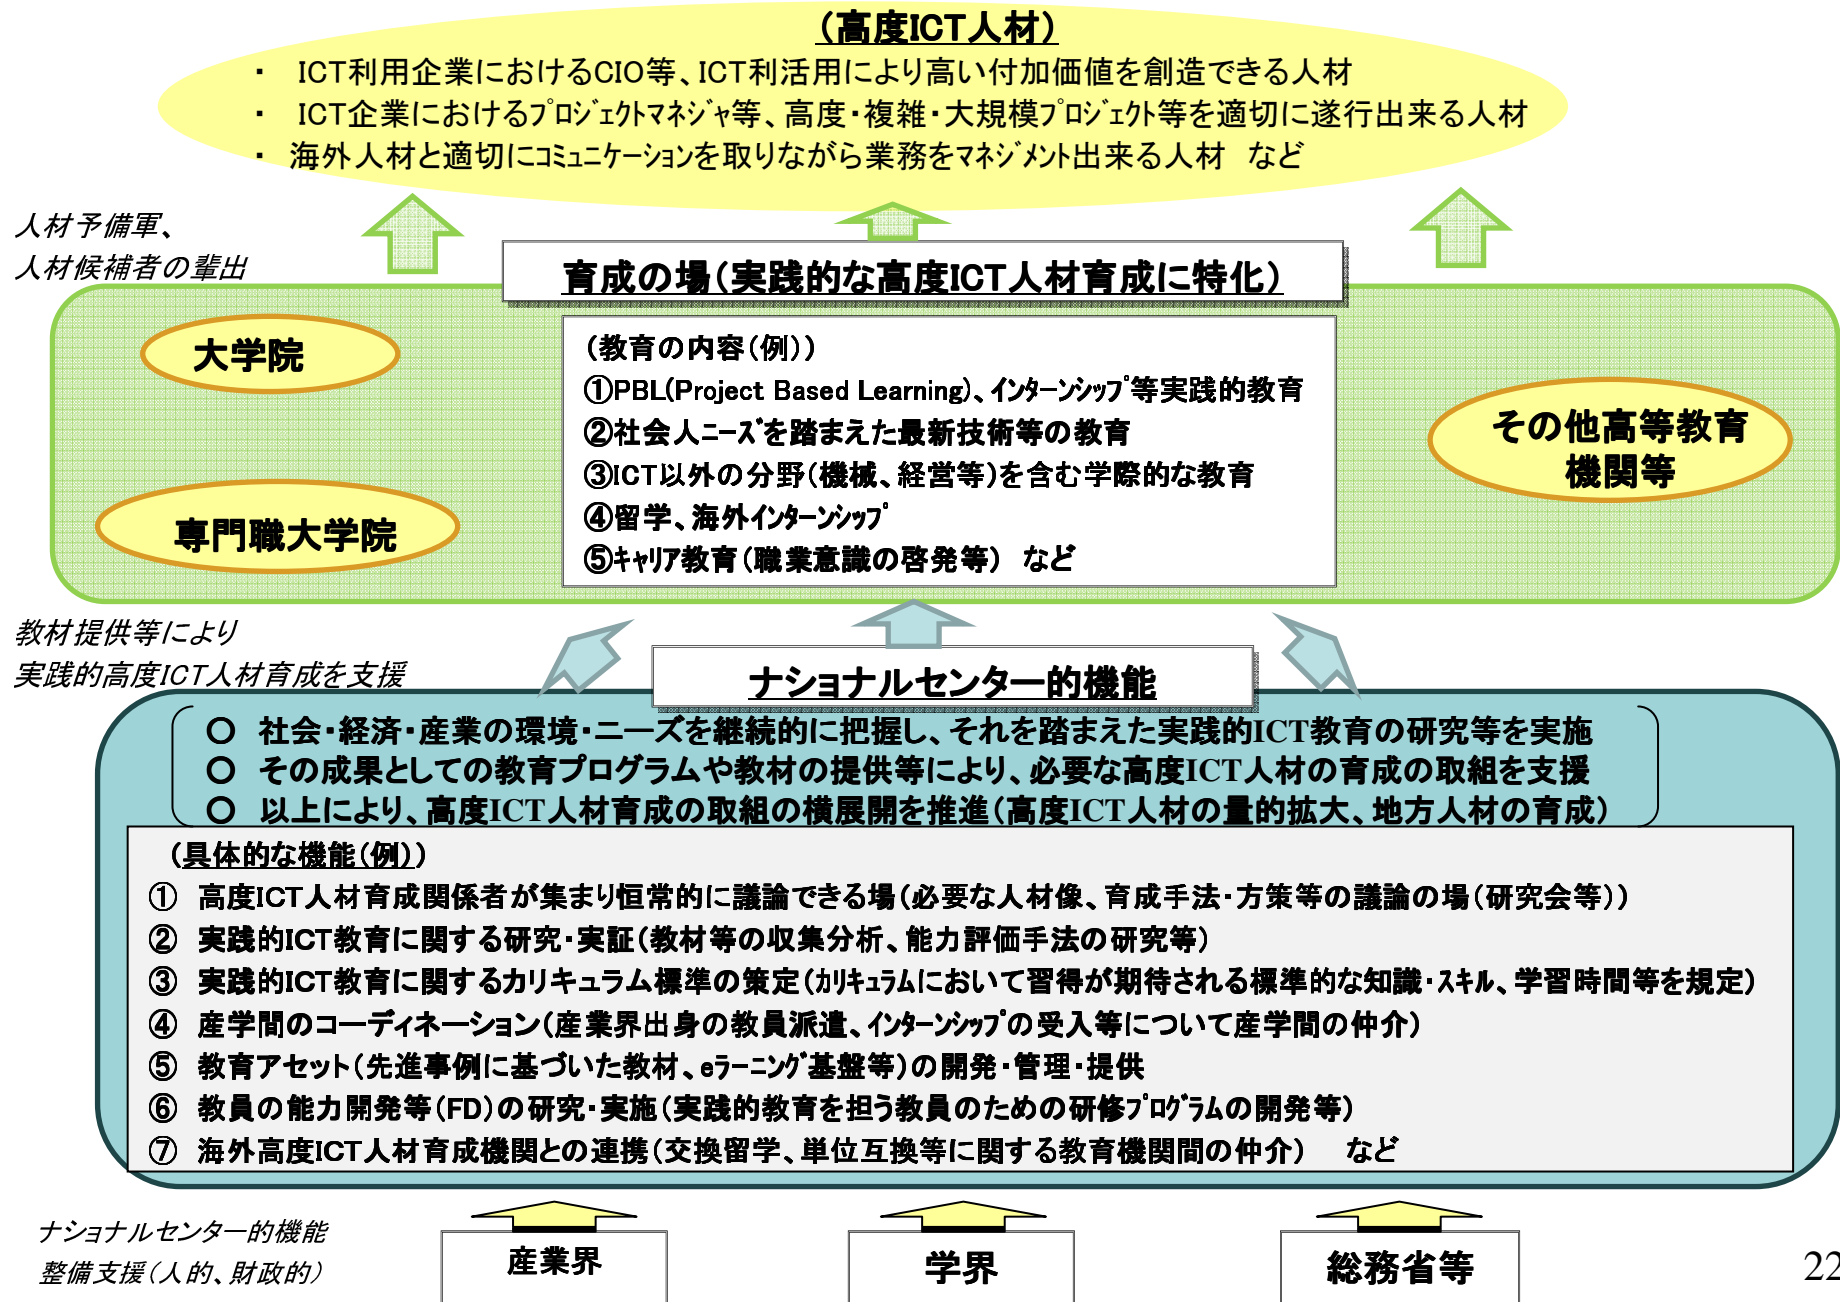 （高度ICT人材）
・　ICT利用企業におけるCIO等、ICT利活用により高い付加価値を創造できる人材
・　ICT企業におけるﾌﾟﾛｼﾞｪｸﾄﾏﾈｼﾞｬ等、高度・複雑・大規模ﾌﾟﾛｼﾞｪｸﾄ等を適切に遂行出来る人材
・　海外人材と適切にｺﾐｭﾆｹｰｼｮﾝを取りながら業務をﾏﾈｼﾞﾒﾝﾄ出来る人材　など
人材予備軍、
人材候補者の輩出
育成の場（実践的な高度ICT人材育成に特化）
大学院
専門職大学院
（教育の内容（例））
①PBL(Project Based Learning)、ｲﾝﾀｰﾝｼｯﾌﾟ等実践的教育
②社会人ﾆｰｽﾞを踏まえた最新技術等の教育
③ICT以外の分野（機械、経営等）を含む学際的な教育
④留学、海外ｲﾝﾀｰﾝｼｯﾌﾟ
⑤ｷｬﾘｱ教育（職業意識の啓発等）　など
その他高等教育
機関等
教材提供等により
実践的高度ICT人材育成を支援
ナショナルセンター的機能
○　社会・経済・産業の環境・ニーズを継続的に把握し、それを踏まえた実践的ICT教育の研究等を実施
○　その成果としての教育プログラムや教材の提供等により、必要な高度ICT人材の育成の取組を支援
○　以上により、高度ICT人材育成の取組の横展開を推進（高度ICT人材の量的拡大、地方人材の育成）
（具体的な機能（例））
①　高度ICT人材育成関係者が集まり恒常的に議論できる場（必要な人材像、育成手法・方策等の議論の場（研究会等））
②　実践的ICT教育に関する研究・実証（教材等の収集分析、能力評価手法の研究等）
③　実践的ICT教育に関するカリキュラム標準の策定（ｶﾘｷｭﾗﾑにおいて習得が期待される標準的な知識・ｽｷﾙ、学習時間等を規定）
④　産学間のコーディネーション（産業界出身の教員派遣、ｲﾝﾀｰﾝｼｯﾌﾟの受入等について産学間の仲介）
⑤　教育アセット（先進事例に基づいた教材、eﾗｰﾆﾝｸﾞ基盤等）の開発・管理・提供
⑥　教員の能力開発等（FD）の研究・実施（実践的教育を担う教員のための研修ﾌﾟﾛｸﾞﾗﾑの開発等）
⑦　海外高度ICT人材育成機関との連携（交換留学、単位互換等に関する教育機関間の仲介）　など
ナショナルセンター的機能
整備支援（人的、財政的）
産業界
学界
総務省等
22